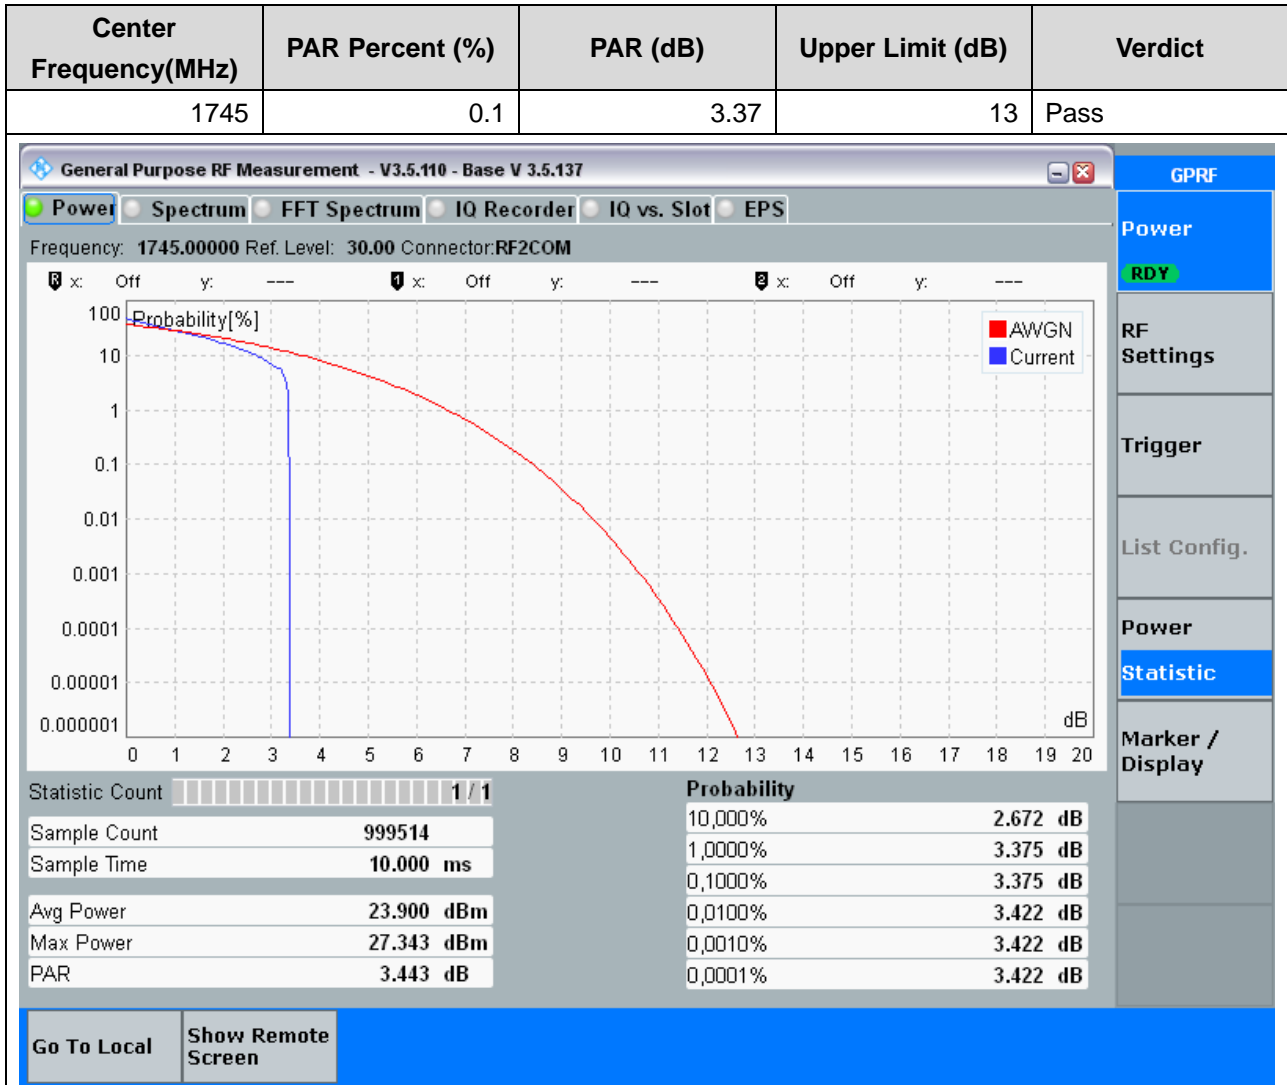 Center Frequency(MHz) PAR Percent (%) PAR (dB) Upper Limit (dB) Verdict
1745 0.1 3.37 13 Pass
General Purpose RF Measurement - V3.5.110 - Base V 3.5.137
GPRF
Power Spectrum FFT Spectrum IQ Recorder IQ vs. Slot EPS
Frequency: 1745.00000 Ref. Level: 30.00 Connector:RF2COM
R x: Off y: --- 1 x: Off y: --- 2 x: Off y: ---
Probability[%]
AWGN
Current
100
10
1
0.1
0.01
0.001
0.0001
0.00001
0.000001
dB
0 1 2 3 4 5 6 7 8 9 10 11 12 13 14 15 16 17 18 19 20
Statistic Count 1 / 1
Sample Count 999514
Sample Time 10.000 ms
Avg Power 23.900 dBm
Max Power 27.343 dBm
PAR 3.443 dB
Probability
10,000% 2.672 dB
1,0000% 3.375 dB
0,1000% 3.375 dB
0,0100% 3.422 dB
0,0010% 3.422 dB
0,0001% 3.422 dB
Power
RDY
RF
Settings
Trigger
List Config.
Power
Statistic
Marker /
Display
Go To Local
Show Remote
Screen